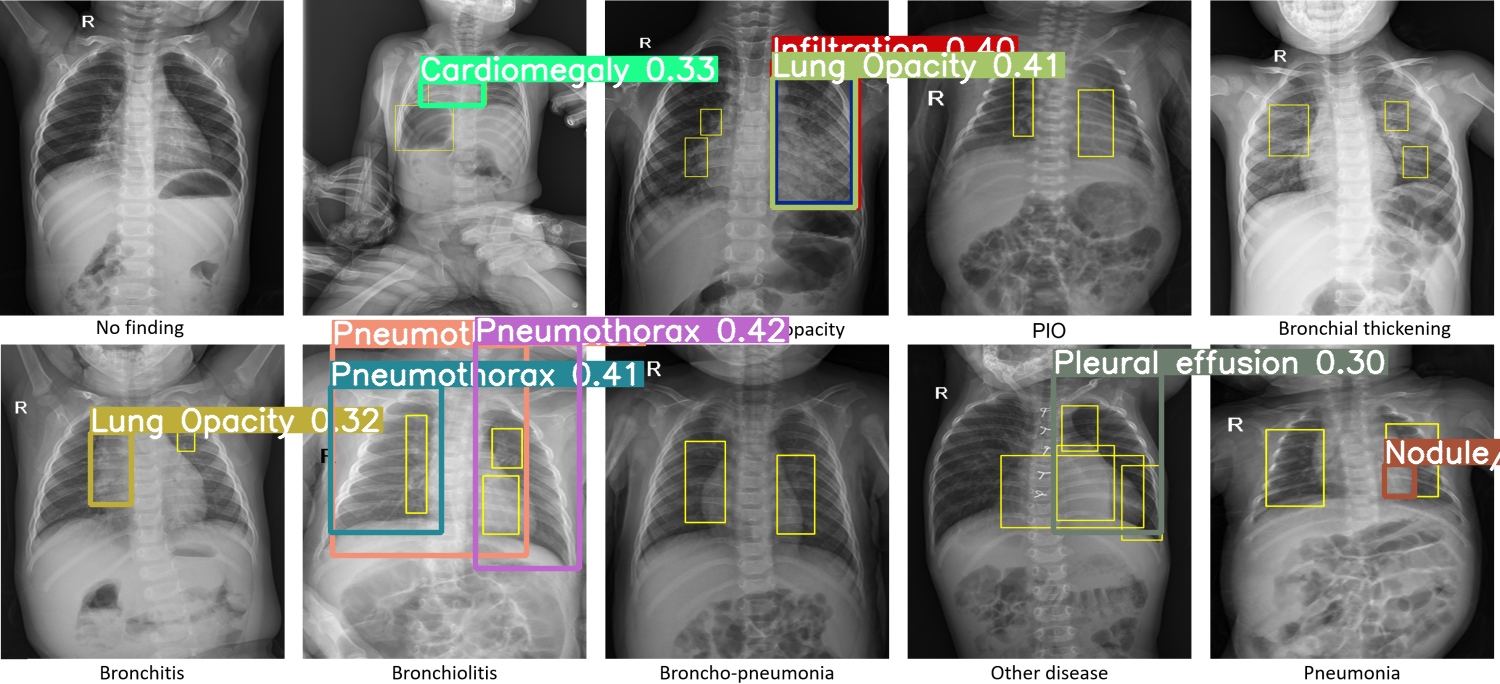 R
Cardiomegaly 0.33
R
Infiltration 0.40
Lung Opacity 0.41
R
R
No finding
opacity
PIO
Bronchial thickening
R
Lung Opacity 0.32
Pneumoth
Pneumothorax 0.42
Pneumothorax 0.41
R
Pleural effusion 0.30
R
R
Nodule/
Bronchitis
Bronchiolitis
Broncho-pneumonia
Other disease
Pneumonia